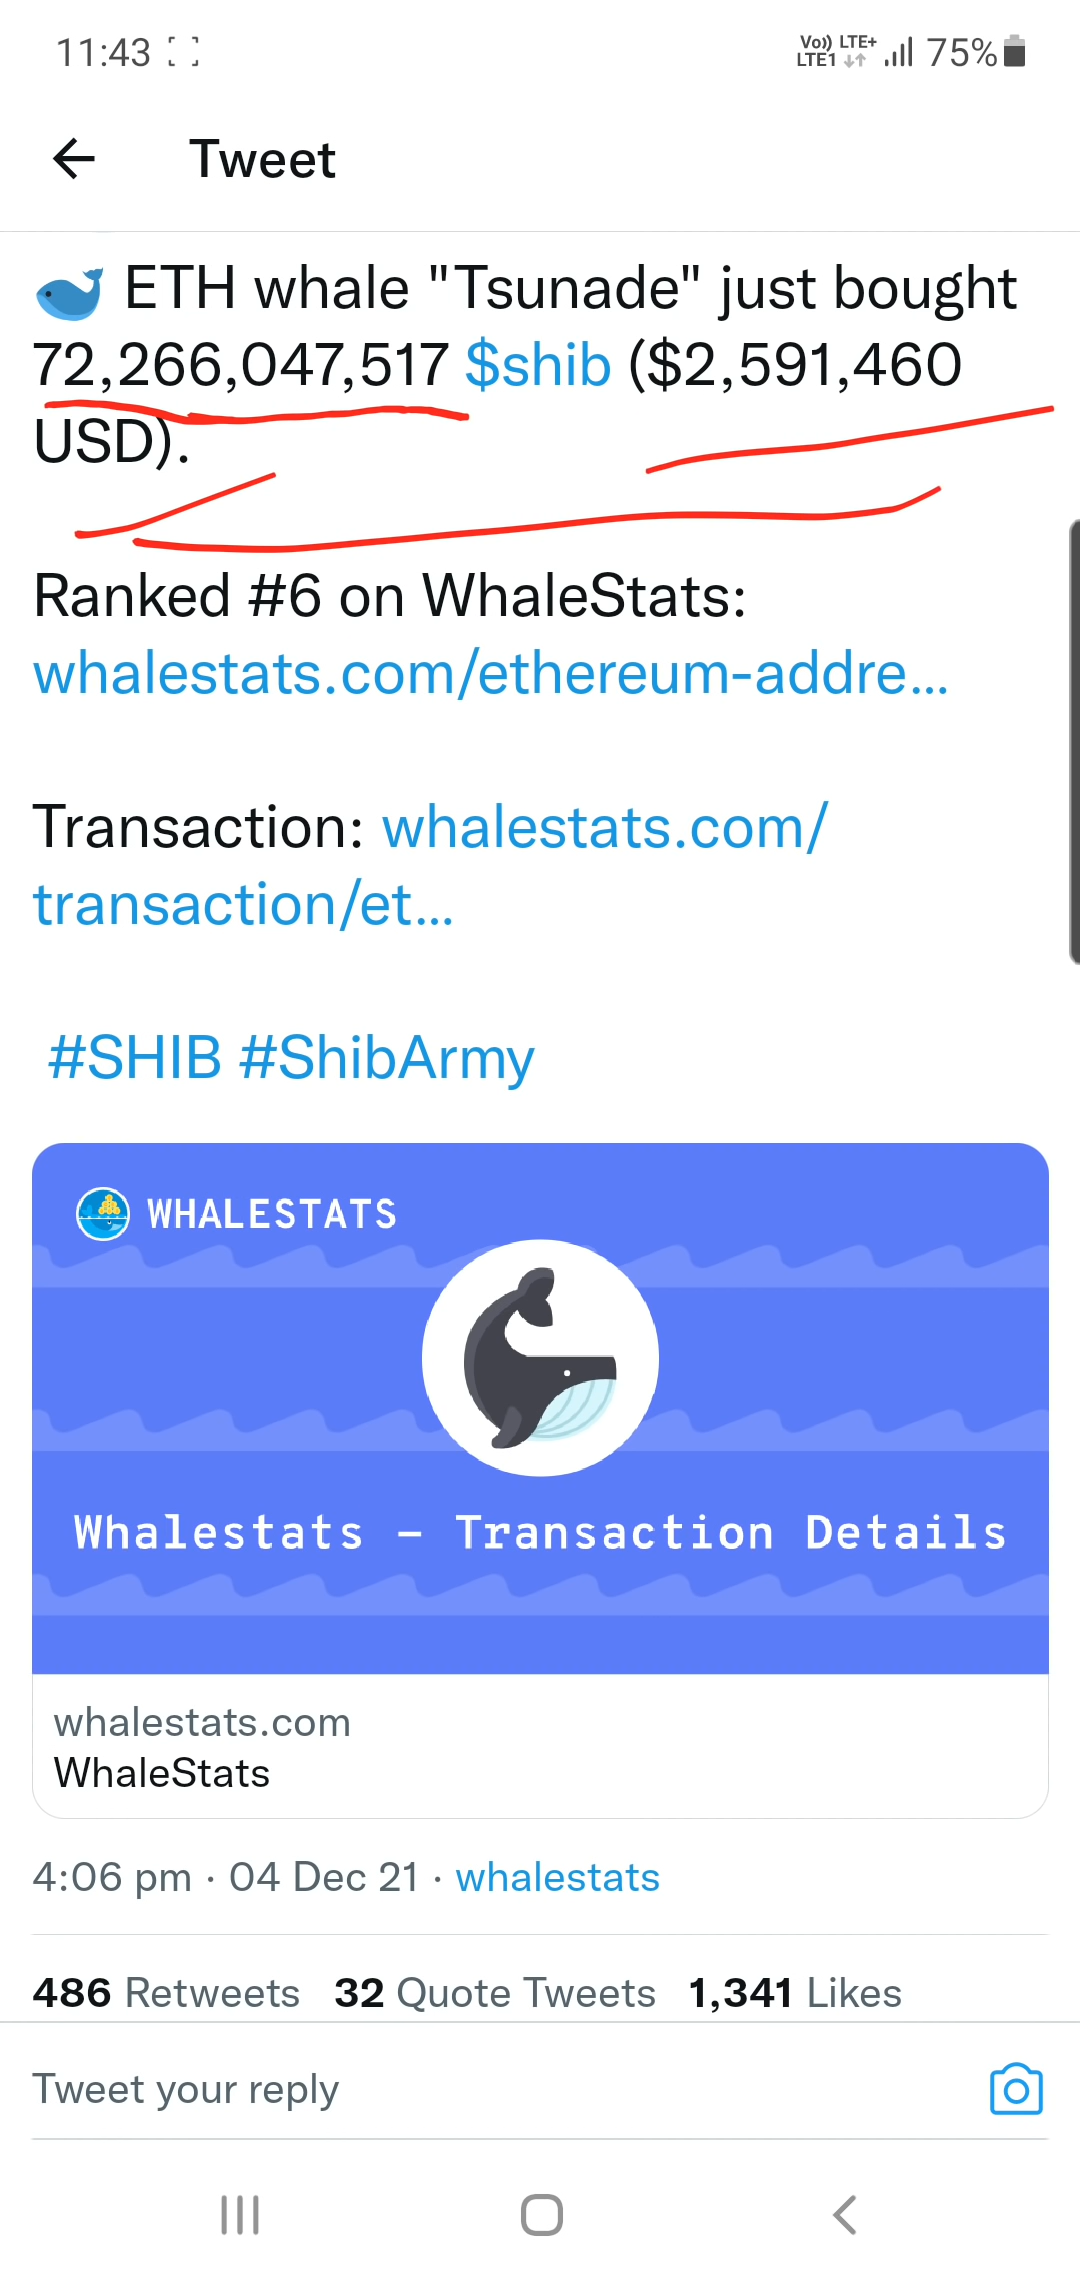 11:43
Vo)) LTE+
LTE1
75%
Tweet
🐳 ETH whale "Tsunade" just bought
72,266,047,517 $shib ($2,591,460
USD).
Ranked #6 on WhaleStats:
whalestats.com/ethereum-addre...
Transaction: whalestats.com/
transaction/et...
#SHIB #ShibArmy
WHALESTATS
Whalestats - Transaction Details
whalestats.com
WhaleStats
4:06 pm · 04 Dec 21 · whalestats
486 Retweets 32 Quote Tweets 1,341 Likes
Tweet your reply